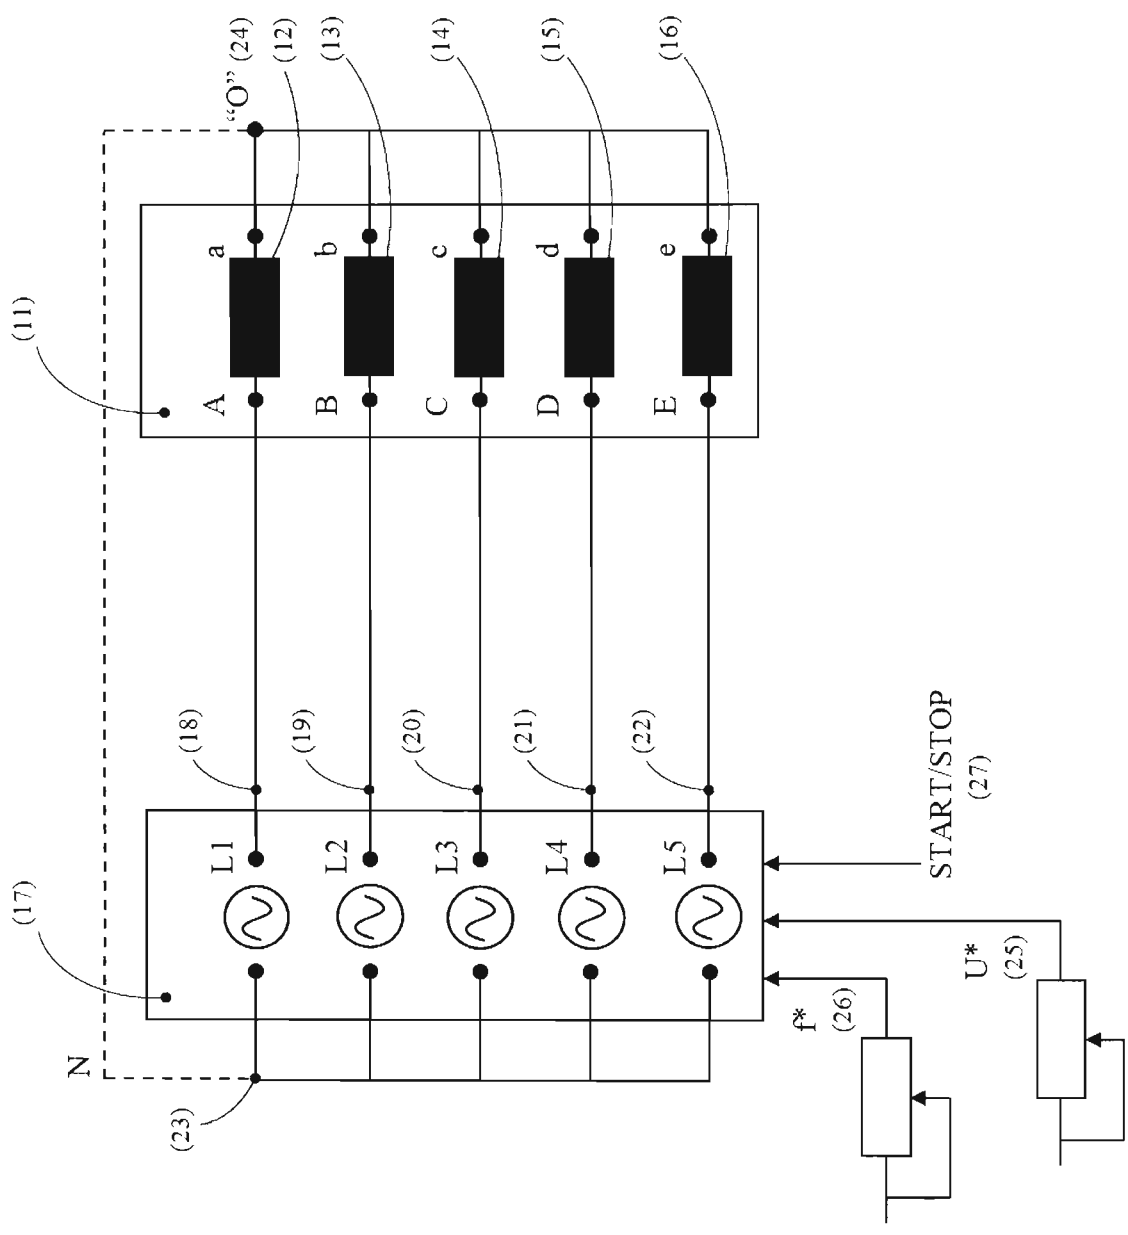 “O” (24)
(12)
(13)
(14)
(15)
(16)
a
b
c
d
e
(11)
A
B
C
D
E
(18)
(19)
(20)
(21)
(22)
L1
L2
L3
L4
L5
(17)
N
(23)
START/STOP
(27)
U*
(25)
f*
(26)